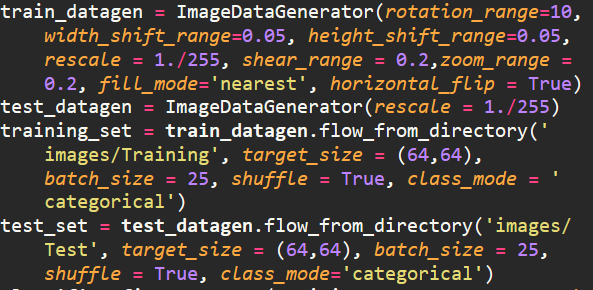 train_datagen = ImageDataGenerator(rotation_range=10,
width_shift_range=0.05, height_shift_range=0.05,
rescale = 1./255, shear_range = 0.2,zoom_range =
0.2, fill_mode='nearest', horizontal_flip = True)
test_datagen = ImageDataGenerator(rescale = 1./255)
training_set = train_datagen.flow_from_directory('
images/Training', target_size = (64,64),
batch_size = 25, shuffle = True, class_mode = '
categorical')
test_set = test_datagen.flow_from_directory('images/
Test', target_size = (64,64), batch_size = 25,
shuffle = True, class_mode='categorical')